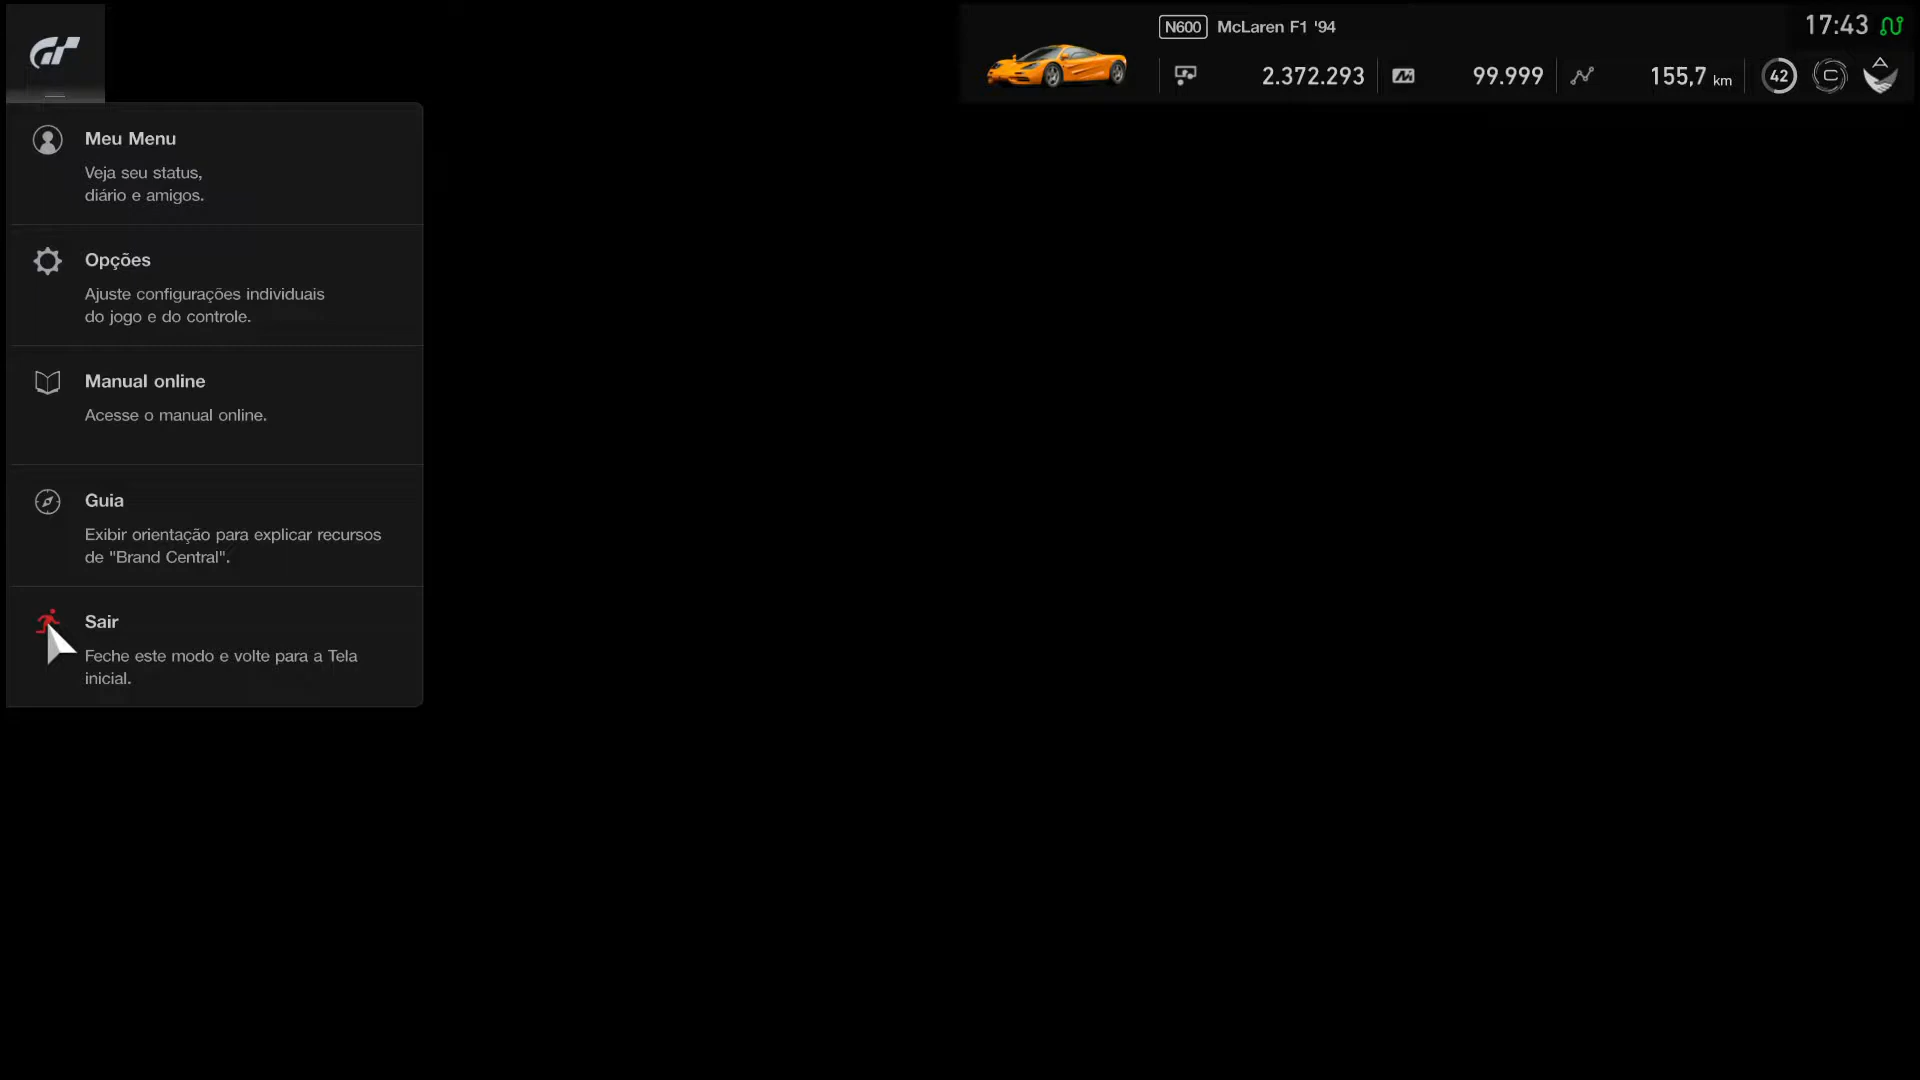 N600 McLaren F1 '94
17:43
2.372.293
99.999
155,7 km
42
C
A
Meu Menu
Veja seu status,
diário e amigos.
Opções
Ajuste configurações individuais
do jogo e do controle.
Manual online
Acesse o manual online.
Guia
Exibir orientação para explicar recursos
de "Brand Central".
Sair
Feche este modo e volte para a Tela
inicial.